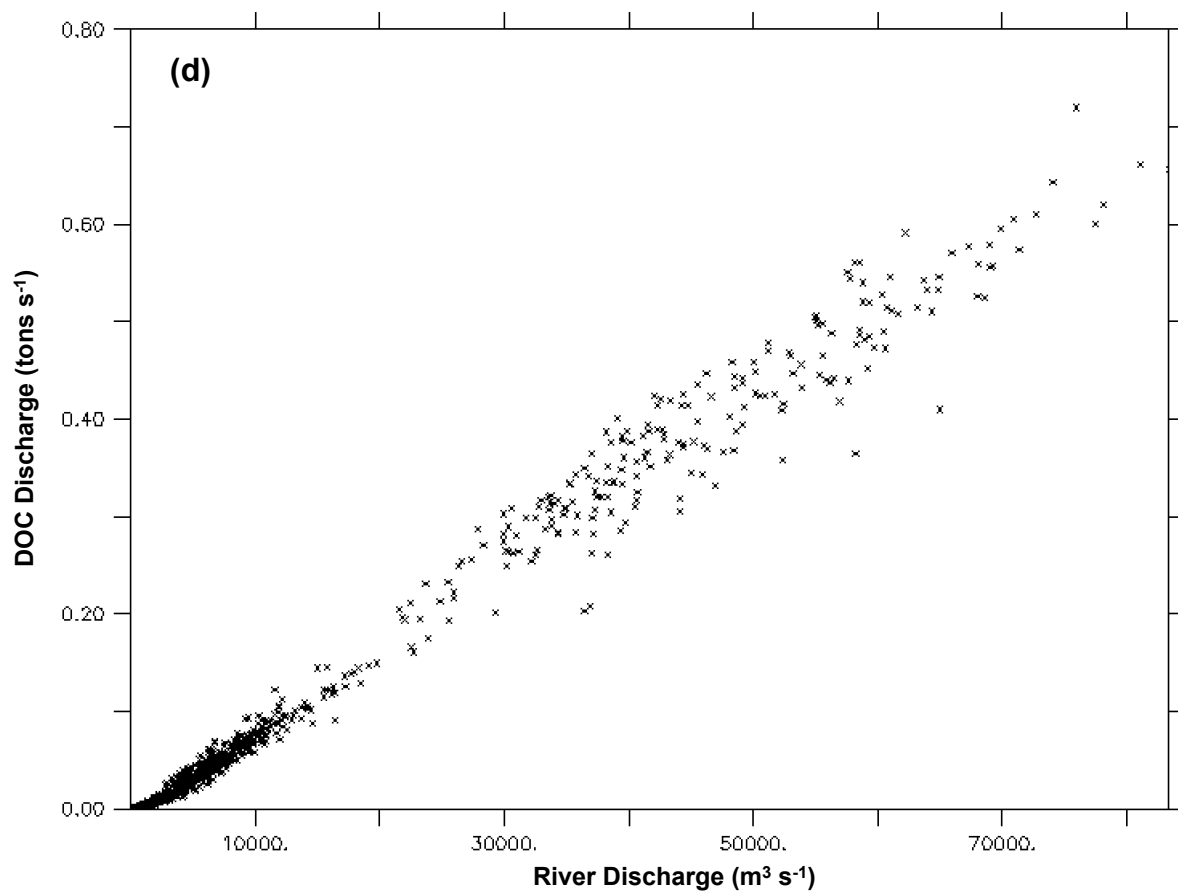 0.80
(d)
0.60
0.40
0.20
0.00
DOC Discharge (tons s⁻¹)
10000. 30000. 50000. 70000.
River Discharge (m³ s⁻¹)